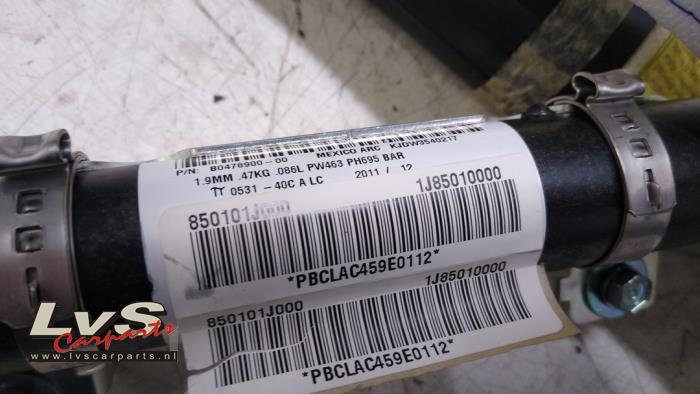 P/N: B0478900-00 MEXICO ARC KJDW3540217
1.9MM .47KG .086L PW463 PH695 BAR
0531 -40C A LC 2011 / 12
850101J000 1J85010000
*PBCLAC459E0112*
850101J000 1J85010000
*PBCLAC459E0112*
LvS
Carparts
www.lvscarparts.nl